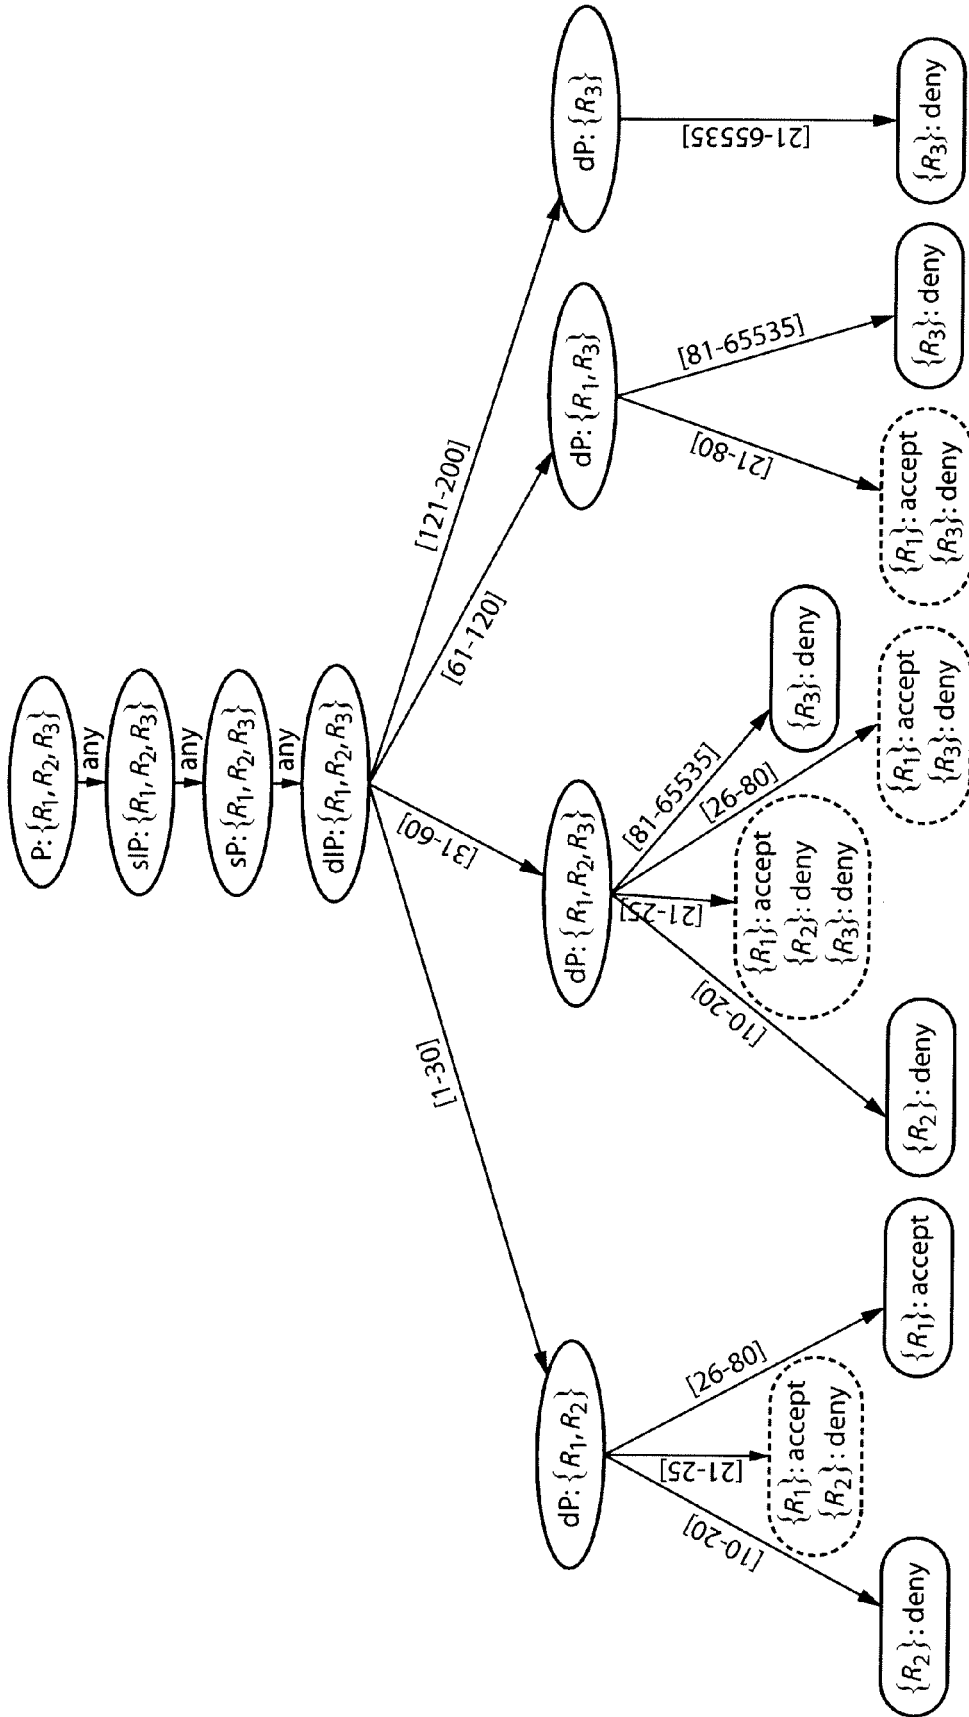 P: {R1, R2, R3}
any
sIP: {R1, R2, R3}
any
sP: {R1, R2, R3}
any
dIP: {R1, R2, R3}
[1-30]
[31-60]
[61-120]
[121-200]
dP: {R1, R2}
dP: {R1, R2, R3}
dP: {R1, R3}
dP: {R3}
[10-20]
[21-25]
[26-80]
[10-20]
[21-25]
[26-80]
[81-65535]
[21-80]
[81-65535]
[21-65535]
{R2}: deny
{R1}: accept
{R2}: deny
{R1}: accept
{R2}: deny
{R1}: accept
{R2}: deny
{R3}: deny
{R1}: accept
{R3}: deny
{R3}: deny
{R1}: accept
{R3}: deny
{R3}: deny
{R3}: deny